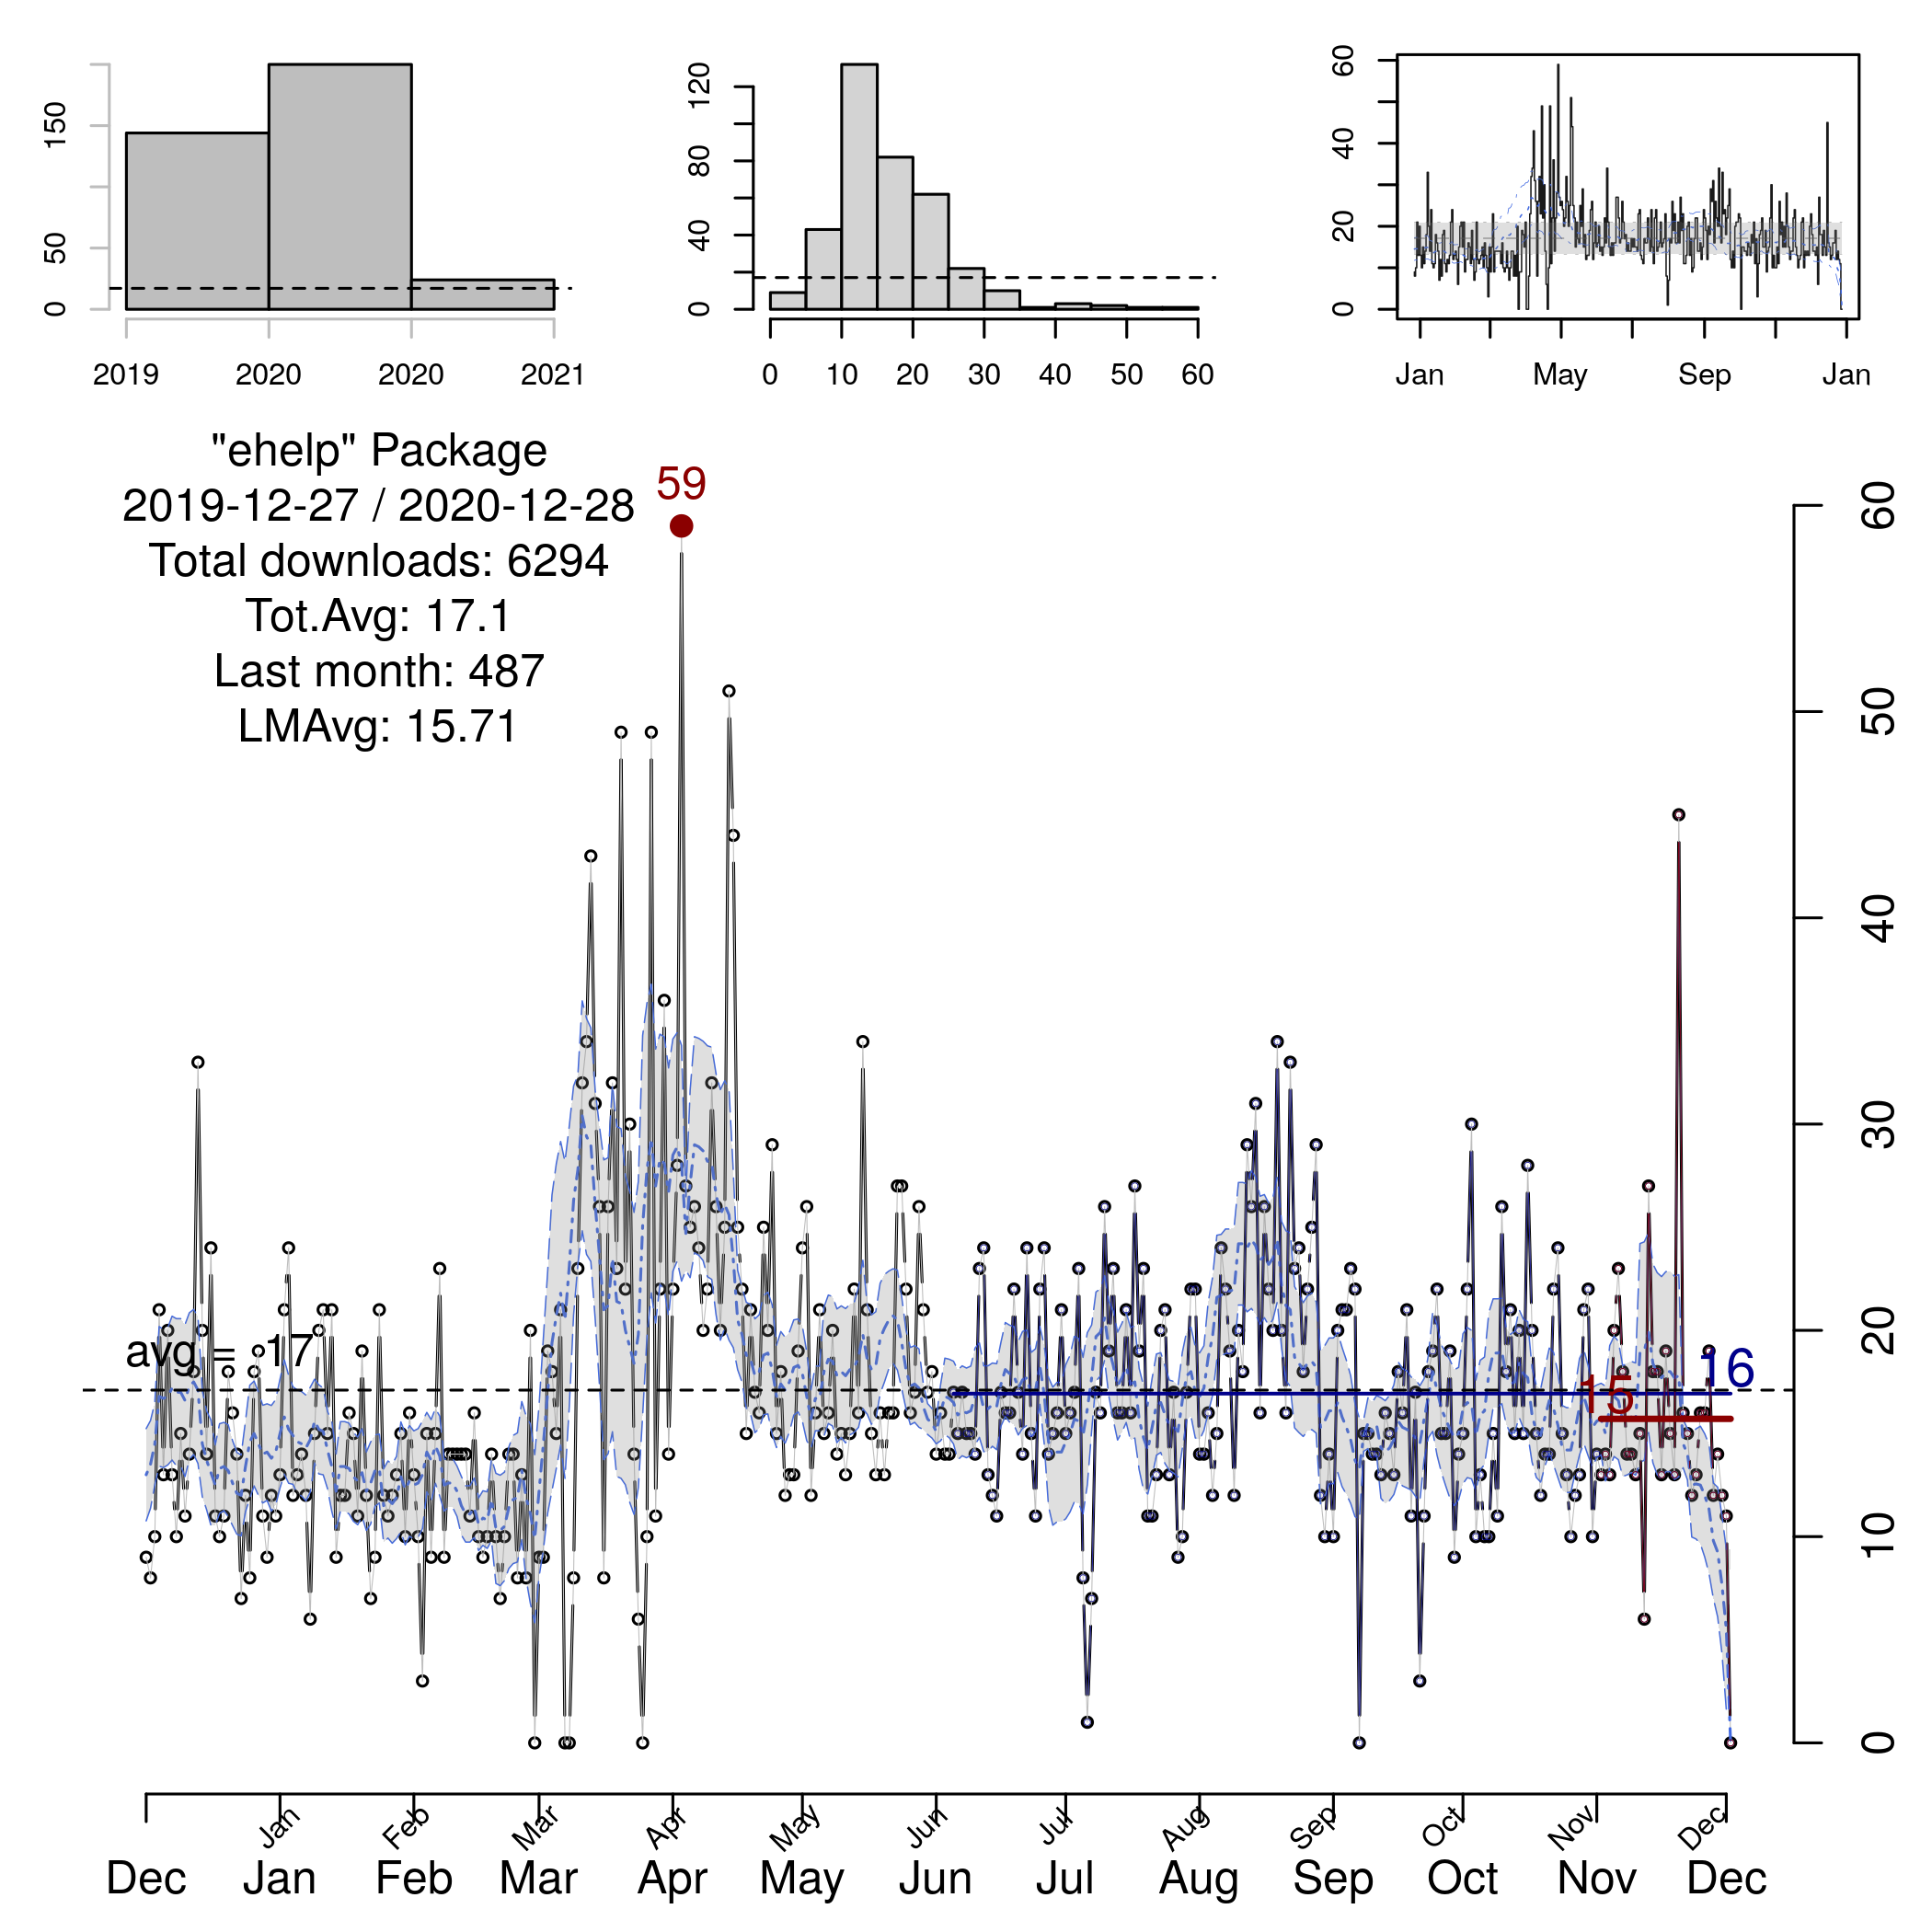 150
50
0
2019 2020 2020 2021
120
80
40
0
0 10 20 30 40 50 60
60
40
20
0
Jan May Sep Jan
"ehelp" Package
2019-12-27 / 2020-12-28
Total downloads: 6294
Tot.Avg: 17.1
Last month: 487
LMAvg: 15.71
59
avg = 17
15
16
60
50
40
30
20
10
0
Jan Feb Mar Apr May Jun Jul Aug Sep Oct Nov Dec
Dec Jan Feb Mar Apr May Jun Jul Aug Sep Oct Nov Dec